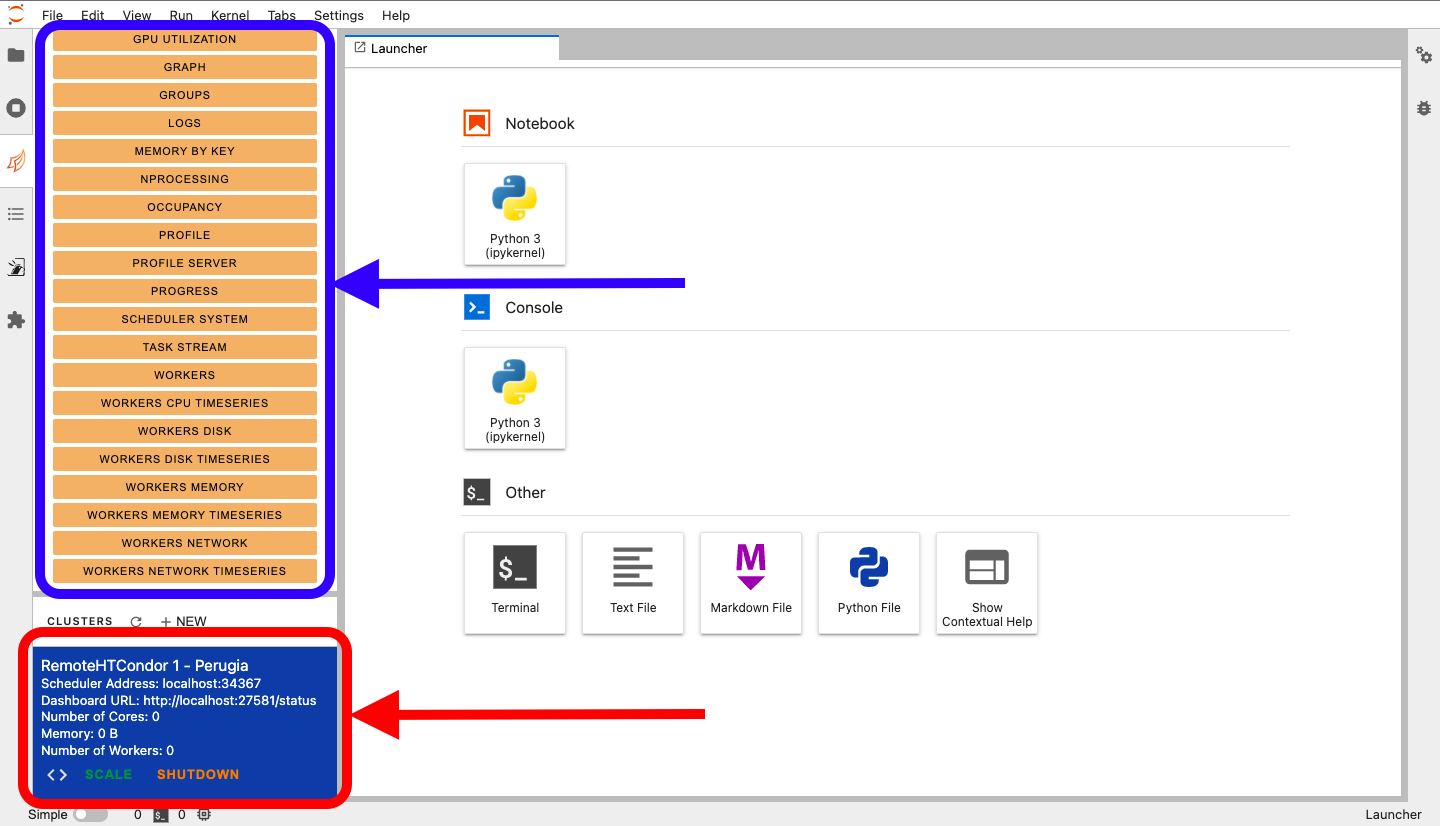 File Edit View Run Kernel Tabs Settings Help
GPU UTILIZATION
GRAPH
GROUPS
LOGS
MEMORY BY KEY
NPROCESSING
OCCUPANCY
PROFILE
PROFILE SERVER
PROGRESS
SCHEDULER SYSTEM
TASK STREAM
WORKERS
WORKERS CPU TIMESERIES
WORKERS DISK
WORKERS DISK TIMESERIES
WORKERS MEMORY
WORKERS MEMORY TIMESERIES
WORKERS NETWORK
WORKERS NETWORK TIMESERIES
CLUSTERS + NEW
RemoteHTCondor 1 - Perugia
Scheduler Address: localhost:34367
Dashboard URL: http://localhost:27581/status
Number of Cores: 0
Memory: 0 B
Number of Workers: 0
<> SCALE SHUTDOWN
Launcher
Notebook
Python 3
(ipykernel)
Console
>_
Python 3
(ipykernel)
$_ Other
$_
Terminal
Text File
M
Markdown File
Python File
Show
Contextual Help
Simple 0 $_ 0
Launcher